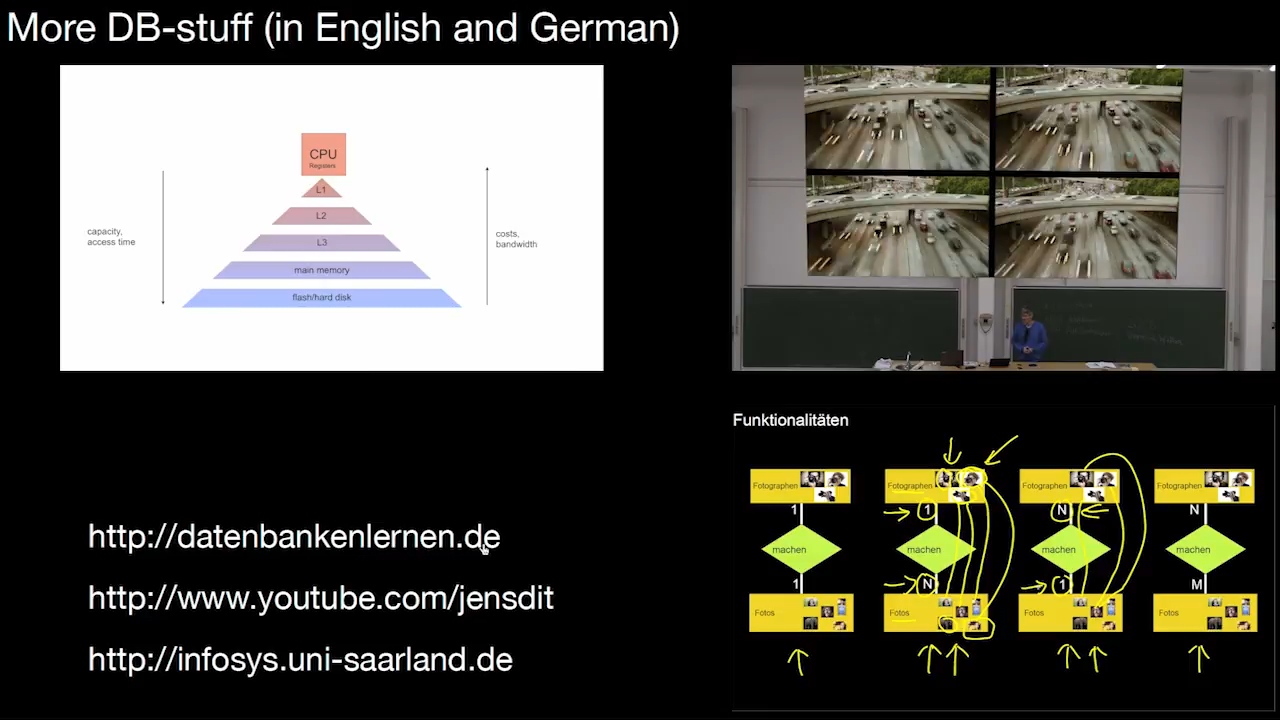 More DB-stuff (in English and German)
CPU
Registers
L1
L2
L3
main memory
flash/hard disk
capacity,
access time
costs,
bandwidth
Funktionalitäten
Fotographen
Fotographen
Fotographen
Fotographen
1
1
N
N
machen
machen
machen
machen
1
N
1
M
Fotos
Fotos
Fotos
Fotos
http://datenbankenlernen.de
http://www.youtube.com/jensdit
http://infosys.uni-saarland.de